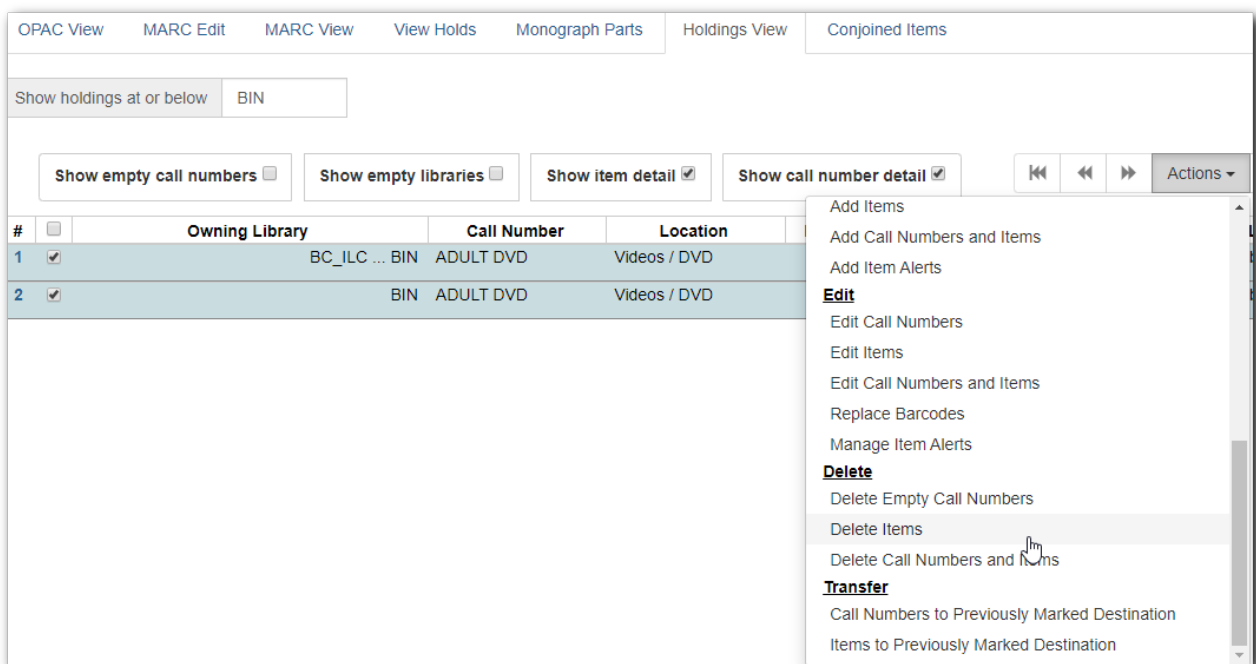 OPAC View MARC Edit MARC View View Holds Monograph Parts Holdings View Conjoined Items
Show holdings at or below BIN
Show empty call numbers Show empty libraries Show item detail Show call number detail Actions
# Owning Library Call Number Location
1 BC_ILC ... BIN ADULT DVD Videos / DVD
2 BIN ADULT DVD Videos / DVD
Add Items
Add Call Numbers and Items
Add Item Alerts
Edit
Edit Call Numbers
Edit Items
Edit Call Numbers and Items
Replace Barcodes
Manage Item Alerts
Delete
Delete Empty Call Numbers
Delete Items
Delete Call Numbers and Items
Transfer
Call Numbers to Previously Marked Destination
Items to Previously Marked Destination